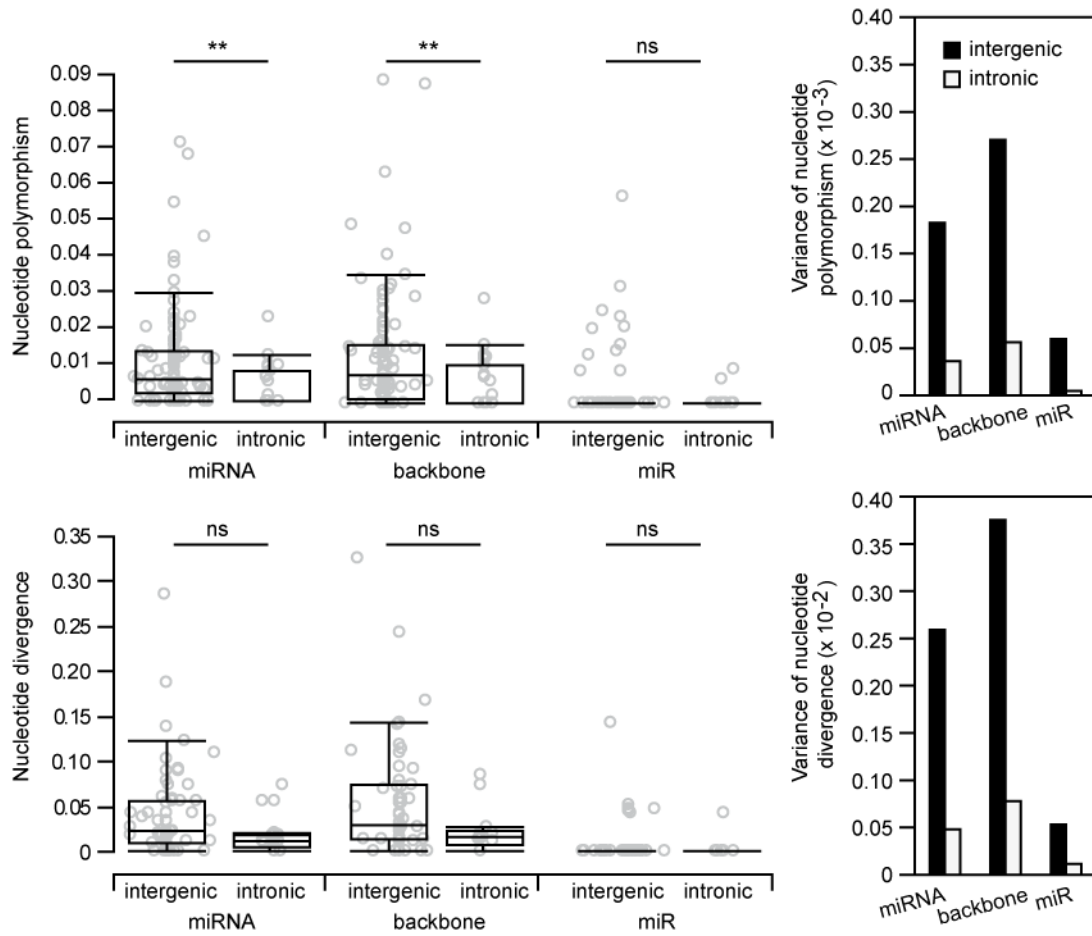 ** ** ns
Nucleotide polymorphism
0.09
0.08
0.07
0.06
0.05
0.04
0.03
0.02
0.01
0
intergenic intronic intergenic intronic intergenic intronic
miRNA backbone miR
Variance of nucleotide
polymorphism (x 10 -3)
0.40
0.35
0.30
0.25
0.20
0.15
0.10
0.05
0
intergenic
intronic
miRNA backbone miR
ns ns ns
Nucleotide divergence
0.35
0.30
0.25
0.20
0.15
0.10
0.05
0
intergenic intronic intergenic intronic intergenic intronic
miRNA backbone miR
Variance of nucleotide
divergence (x 10 -2)
0.40
0.35
0.30
0.25
0.20
0.15
0.10
0.05
0
miRNA backbone miR